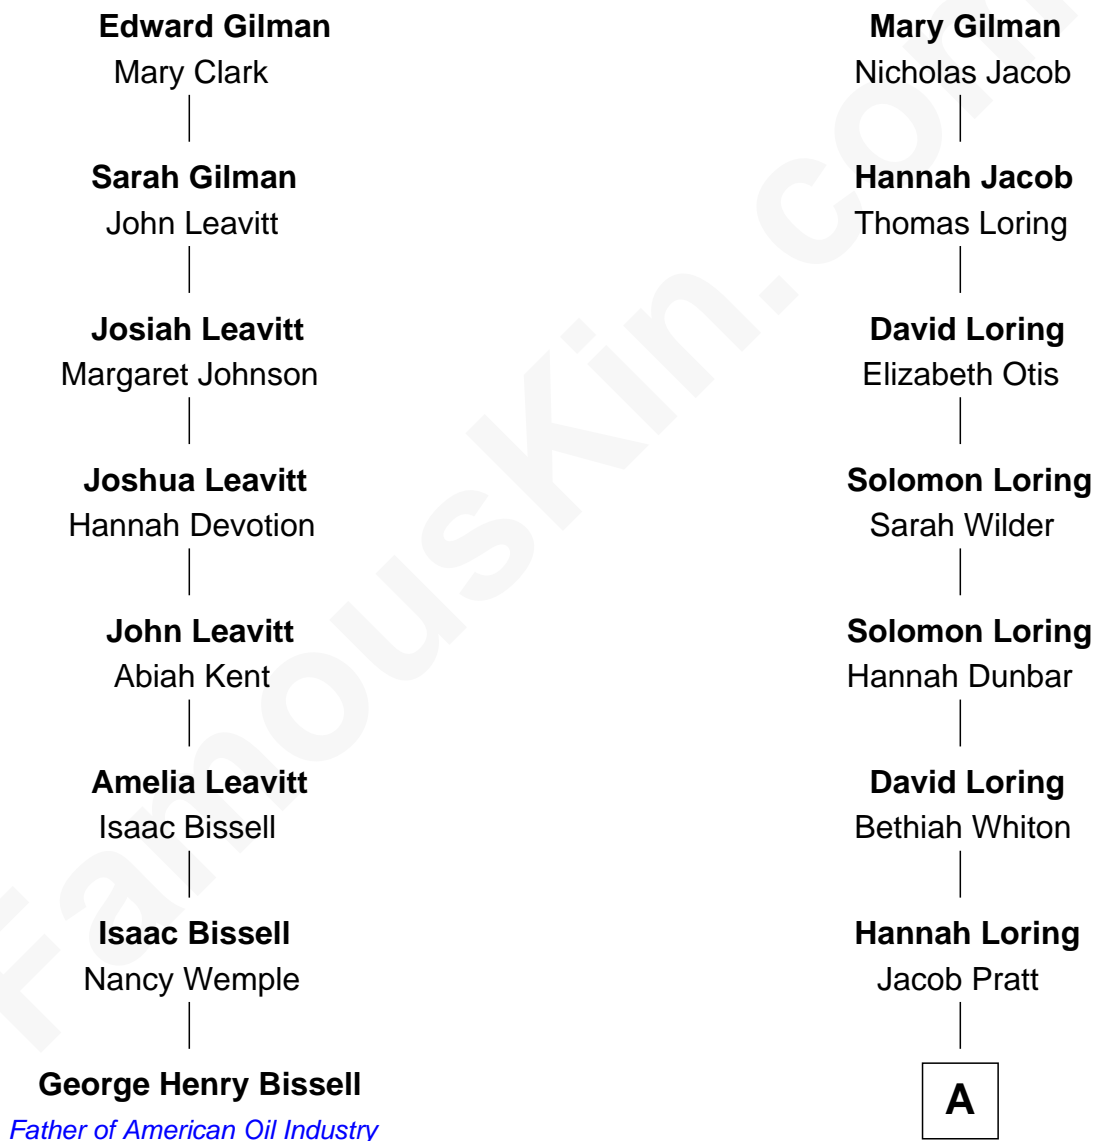 Edward Gilman
Mary Clark
Sarah Gilman
John Leavitt
Josiah Leavitt
Margaret Johnson
Joshua Leavitt
Hannah Devotion
John Leavitt
Abiah Kent
Amelia Leavitt
Isaac Bissell
Isaac Bissell
Nancy Wemple
George Henry Bissell
Father of American Oil Industry
Mary Gilman
Nicholas Jacob
Hannah Jacob
Thomas Loring
David Loring
Elizabeth Otis
Solomon Loring
Sarah Wilder
Solomon Loring
Hannah Dunbar
David Loring
Bethiah Whiton
Hannah Loring
Jacob Pratt
A
FamousKin.com